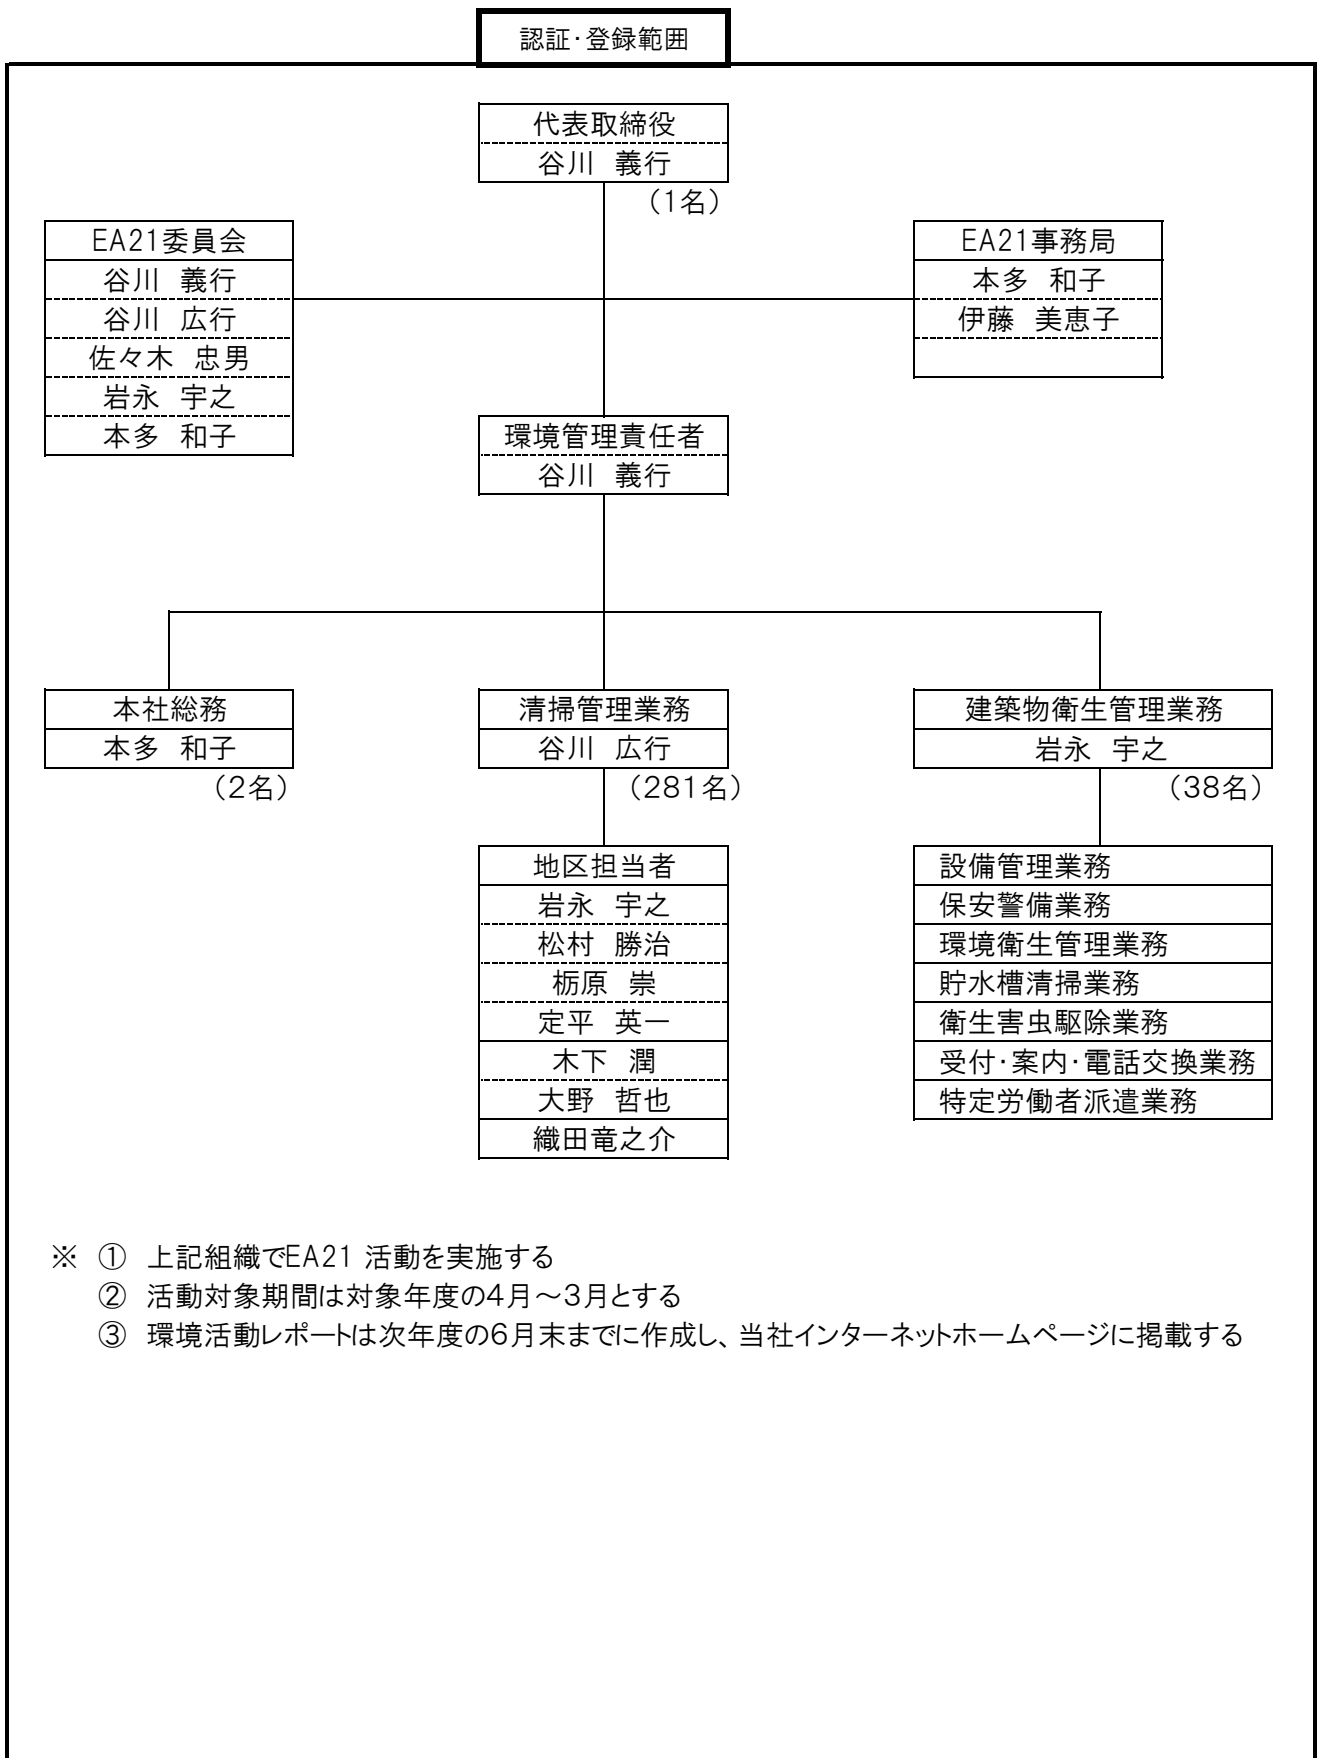 認証・登録範囲
代表取締役
谷川　義行
（1名）
EA21委員会
谷川　義行
谷川　広行
佐々木　忠男
岩永　宇之
本多　和子
EA21事務局
本多　和子
伊藤　美恵子
環境管理責任者
谷川　義行
本社総務
本多　和子
（2名）
清掃管理業務
谷川　広行
（281名）
建築物衛生管理業務
岩永　宇之
（38名）
地区担当者
岩永　宇之
松村　勝治
栃原　崇
定平　英一
木下　潤
大野　哲也
織田竜之介
設備管理業務
保安警備業務
環境衛生管理業務
貯水槽清掃業務
衛生害虫駆除業務
受付・案内・電話交換業務
特定労働者派遣業務
※　①　上記組織でEA21 活動を実施する
②　活動対象期間は対象年度の4月～3月とする
③　環境活動レポートは次年度の6月末までに作成し、当社インターネットホームページに掲載する